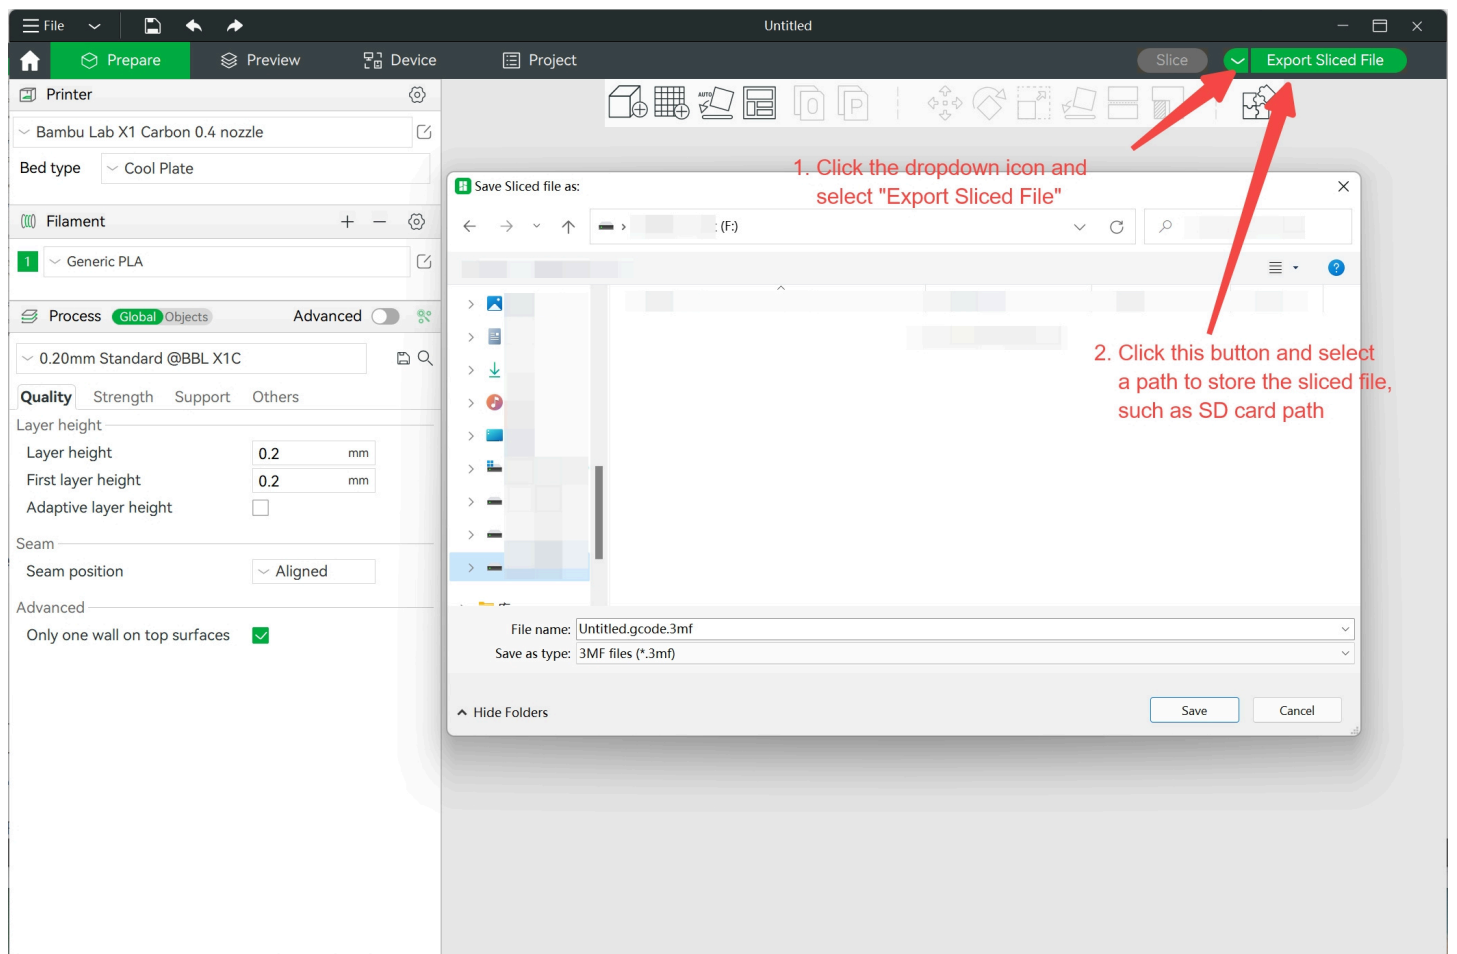 File
Untitled
Prepare
Preview
Device
Project
Slice
Export Sliced File
Printer
Bambu Lab X1 Carbon 0.4 nozzle
Bed type
Cool Plate
Filament
1
Generic PLA
Process
Global
Objects
Advanced
0.20mm Standard @BBL X1C
Quality
Strength
Support
Others
Layer height
Layer height
0.2
mm
First layer height
0.2
mm
Adaptive layer height
Seam
Seam position
Aligned
Advanced
Only one wall on top surfaces
AUTO
O
P
1. Click the dropdown icon and
select "Export Sliced File"
Save Sliced file as:
: (F:)
2. Click this button and select
a path to store the sliced file,
such as SD card path
File name:
Untitled.gcode.3mf
Save as type:
3MF files (*.3mf)
Hide Folders
Save
Cancel